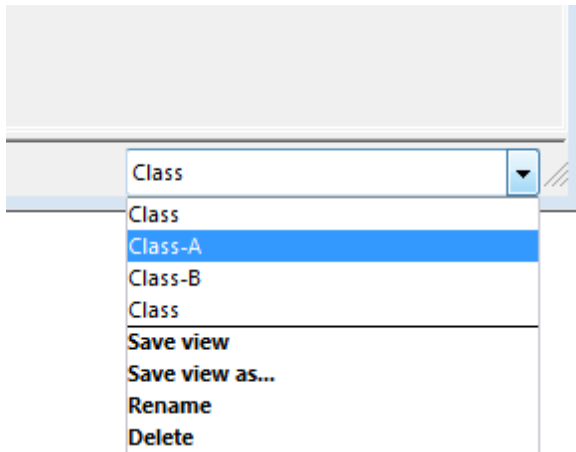 Class
Class
Class-A
Class-B
Class
Save view
Save view as...
Rename
Delete